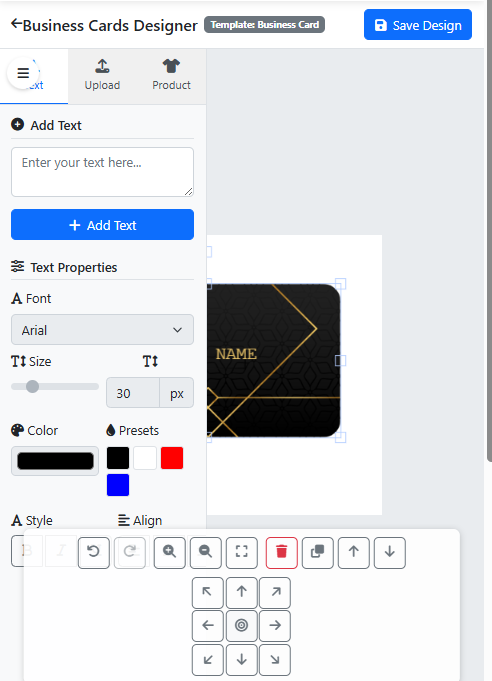 Business Cards Designer
Template: Business Card
Save Design
Upload
Product
Add Text
Enter your text here...
Add Text
Text Properties
Font
Arial
Size
30
px
Color
Presets
Style
Align
B
I
NAME